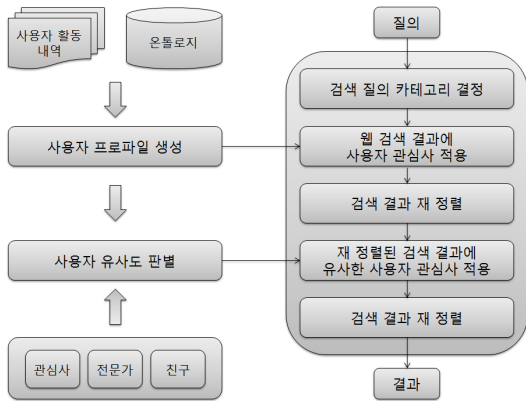 사용자 활동
내역
온톨로지
사용자 프로파일 생성
사용자 유사도 판별
관심사
전문가
친구
질의
검색 질의 카테고리 결정
웹 검색 결과에
사용자 관심사 적용
검색 결과 재 정렬
재 정렬된 검색 결과에
유사한 사용자 관심사 적용
검색 결과 재 정렬
결과